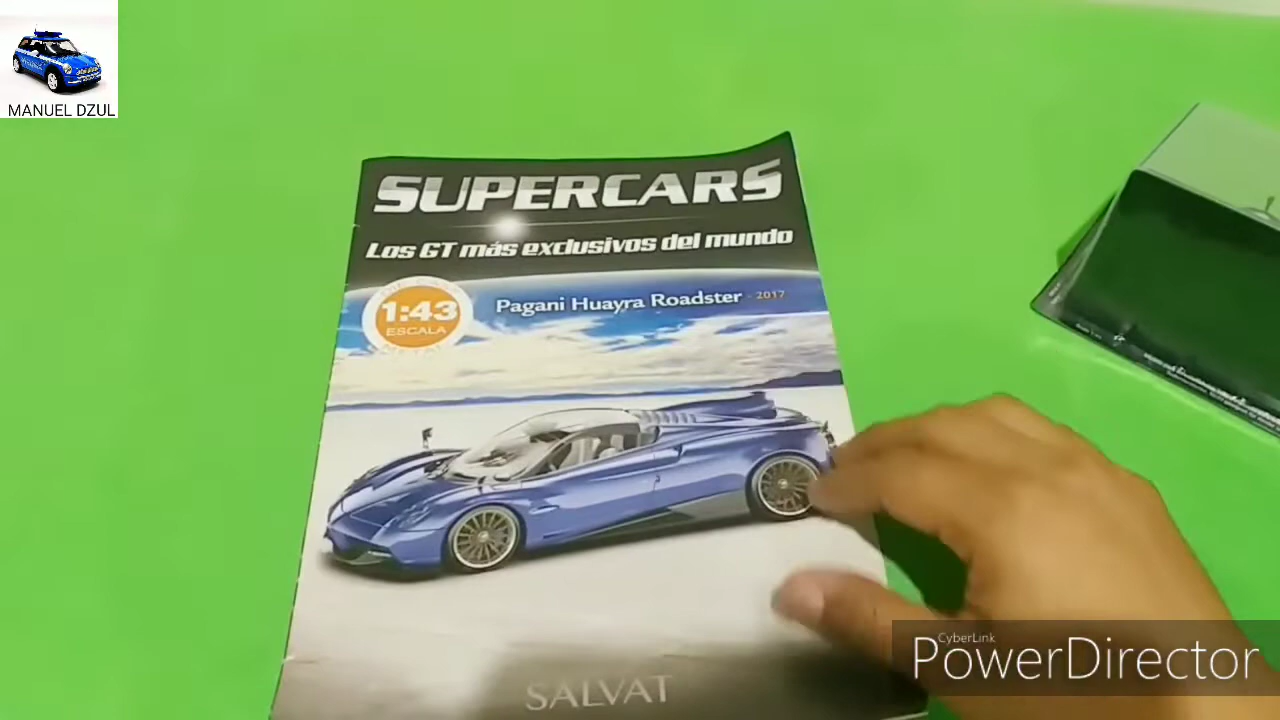 MANUEL DZUL
SUPERCARS
Los GT más exclusivos del mundo
1:43
ESCALA
Pagani Huayra Roadster - 2017
SALVAT
CyberLink
PowerDirector